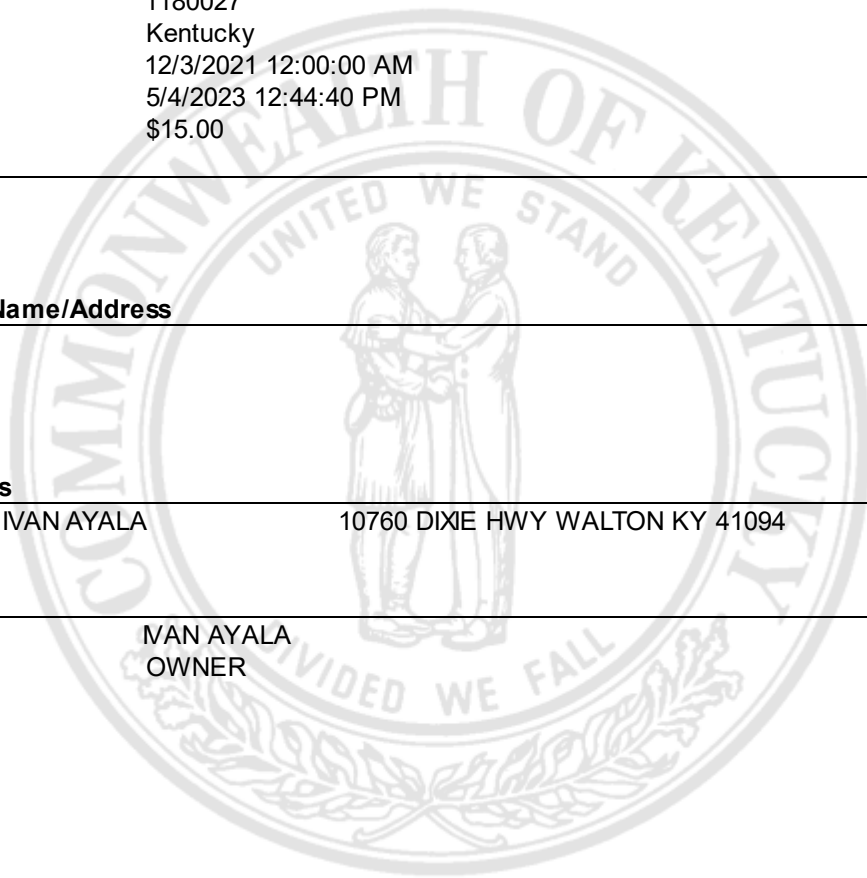 1180027
Kentucky
12/3/2021 12:00:00 AM
5/4/2023 12:44:40 PM
$15.00
COMMONWEALTH OF KENTUCKY
UNITED WE STAND
Name/Address
s
IVAN AYALA 10760 DIXIE HWY WALTON KY 41094
IVAN AYALA
OWNER
DIVIDED WE FALL